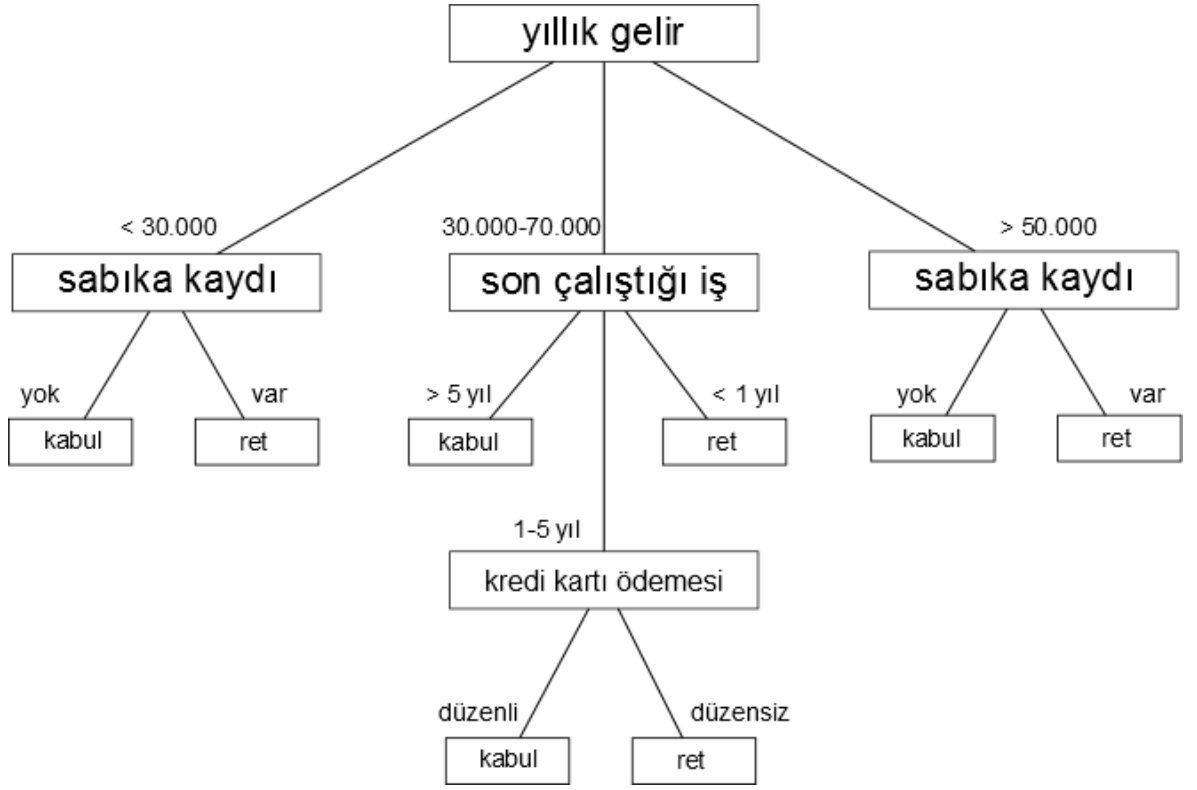 yıllık gelir
< 30.000
30.000-70.000
> 50.000
sabıka kaydı
son çalıştığı iş
sabıka kaydı
yok
var
> 5 yıl
< 1 yıl
yok
var
kabul
ret
kabul
ret
kabul
ret
1-5 yıl
kredi kartı ödemesi
düzenli
düzensiz
kabul
ret